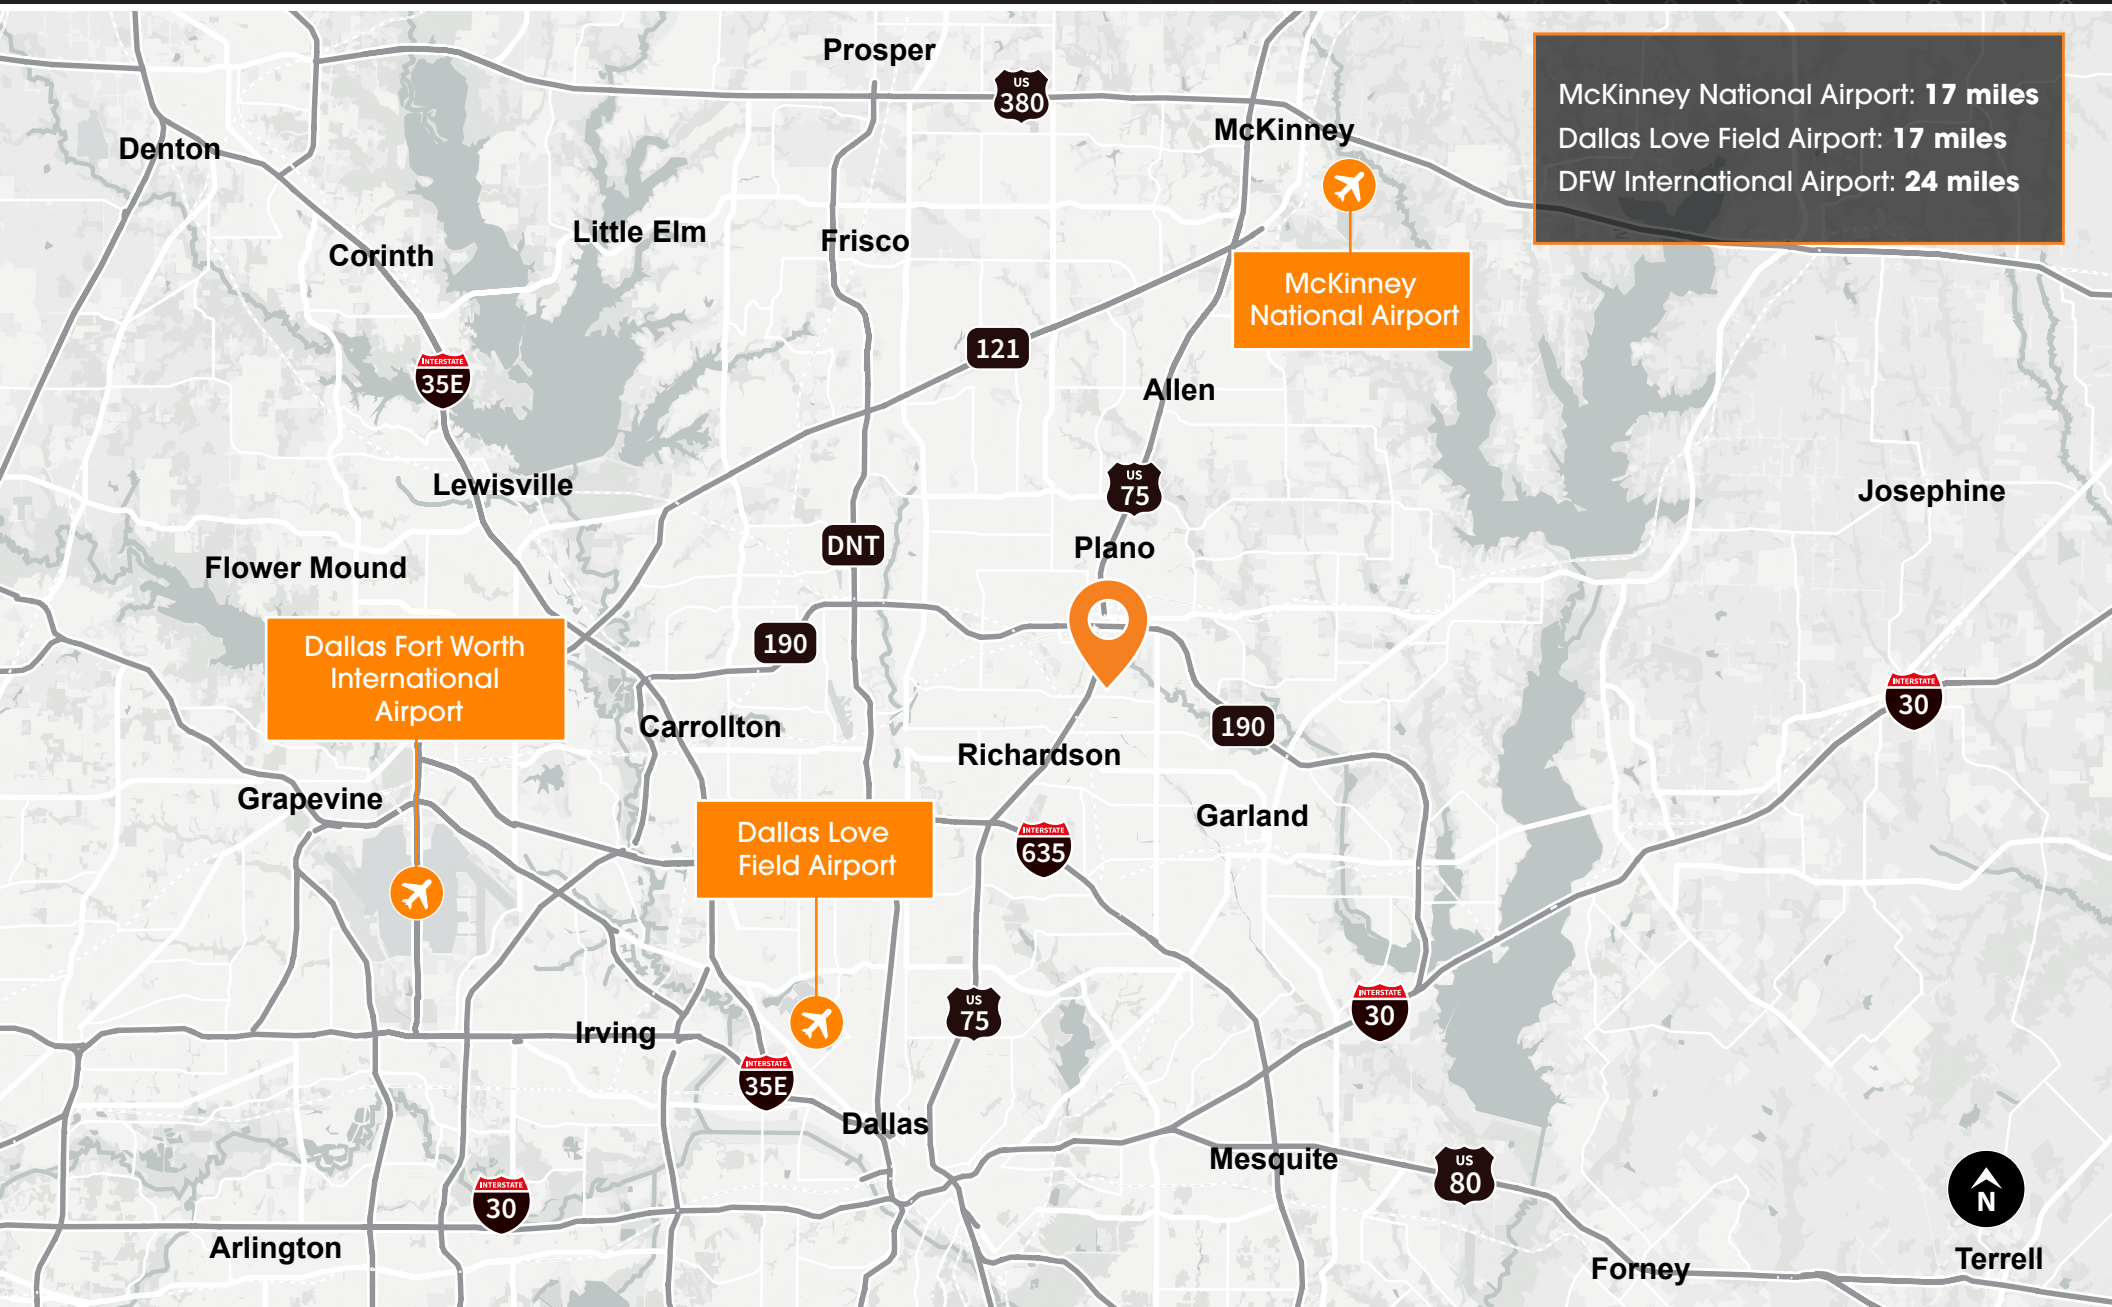 Prosper
US
380
McKinney National Airport: 17 miles
Dallas Love Field Airport: 17 miles
DFW International Airport: 24 miles
McKinney
Denton
Little Elm
Frisco
Corinth
McKinney
National Airport
121
INTERSTATE
35E
Allen
Lewisville
US
75
Josephine
DNT
Plano
Flower Mound
Dallas Fort Worth
International
Airport
190
INTERSTATE
30
Carrollton
190
Richardson
Grapevine
Garland
Dallas Love
Field Airport
INTERSTATE
635
Irving
US
75
INTERSTATE
30
INTERSTATE
35E
Dallas
Mesquite
US
80
INTERSTATE
30
N
Arlington
Forney
Terrell